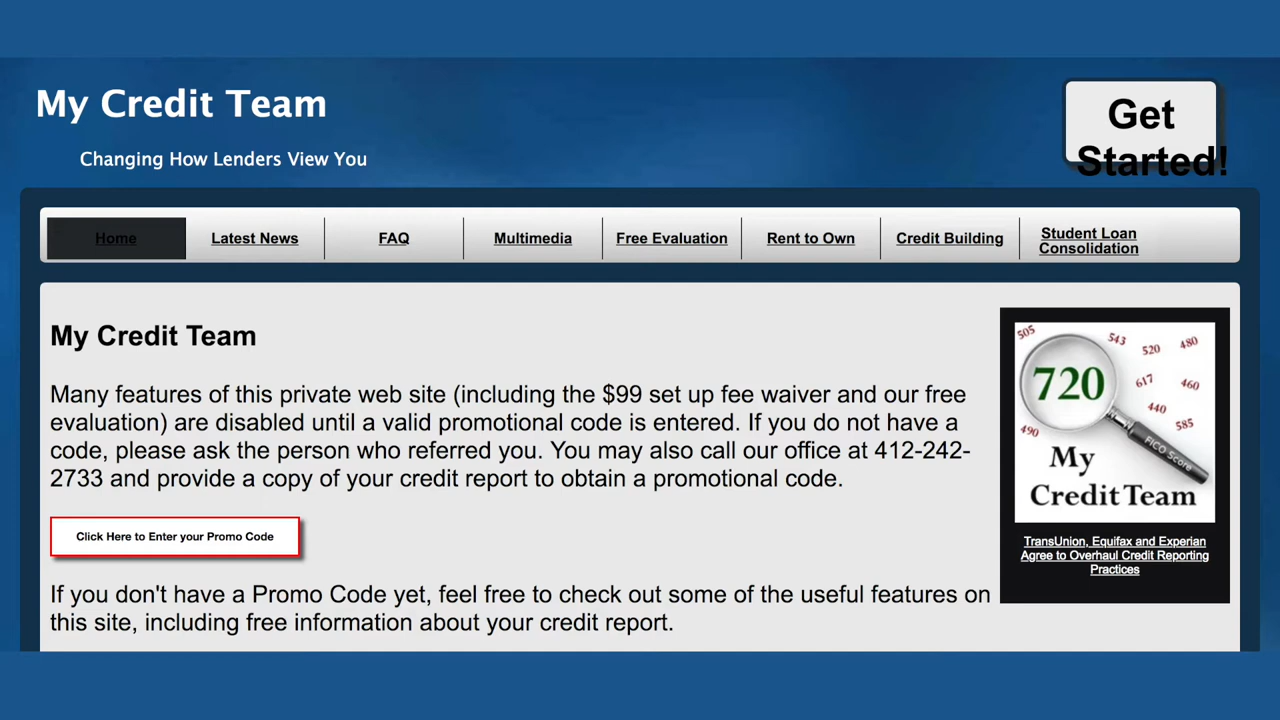 My Credit Team
Changing How Lenders View You
Get
Started!
Home
Latest News
FAQ
Multimedia
Free Evaluation
Rent to Own
Credit Building
Student Loan
Consolidation
My Credit Team
Many features of this private web site (including the $99 set up fee waiver and our free
evaluation) are disabled until a valid promotional code is entered. If you do not have a
code, please ask the person who referred you. You may also call our office at 412-242-
2733 and provide a copy of your credit report to obtain a promotional code.
Click Here to Enter your Promo Code
If you don't have a Promo Code yet, feel free to check out some of the useful features on
this site, including free information about your credit report.
505
543
520
480
720
617
460
440
585
490
FICO Score
My
Credit Team
TransUnion, Equifax and Experian
Agree to Overhaul Credit Reporting
Practices